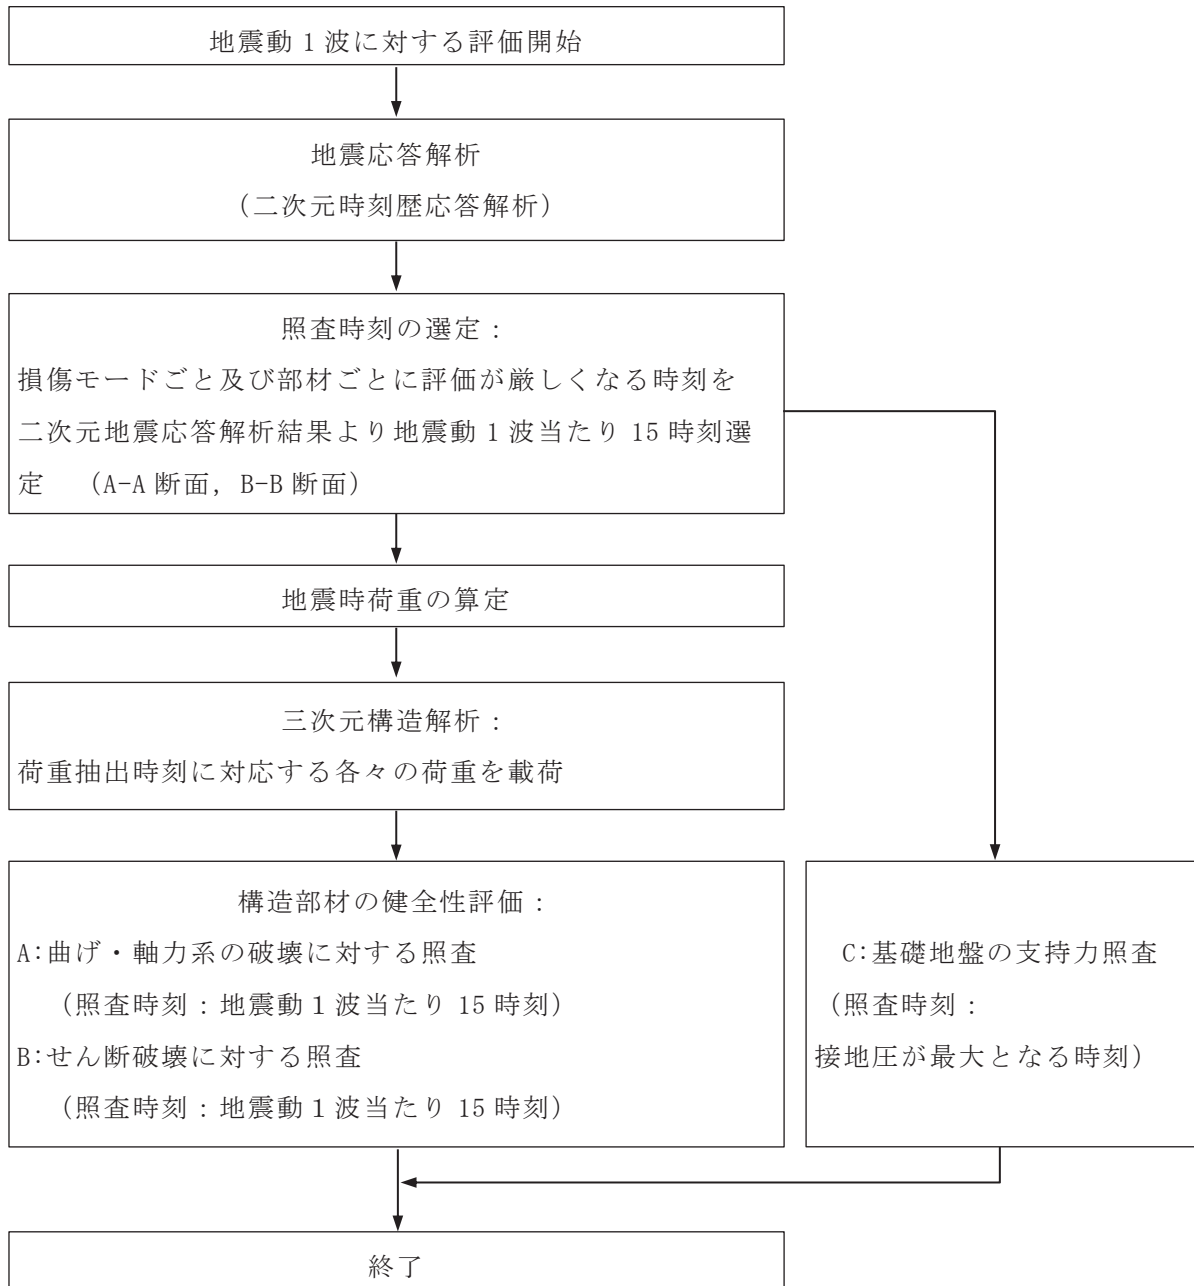 地震動 1 波に対する評価開始
地震応答解析
（二次元時刻歴応答解析）
照査時刻の選定：
損傷モードごと及び部材ごとに評価が厳しくなる時刻を
二次元地震応答解析結果より地震動 1 波当たり 15 時刻選
定　（A-A 断面，B-B 断面）
地震時荷重の算定
三次元構造解析：
荷重抽出時刻に対応する各々の荷重を載荷
構造部材の健全性評価：
A:曲げ・軸力系の破壊に対する照査
（照査時刻：地震動１波当たり 15 時刻）
B:せん断破壊に対する照査
（照査時刻：地震動１波当たり 15 時刻）
C:基礎地盤の支持力照査
（照査時刻：
接地圧が最大となる時刻）
終了